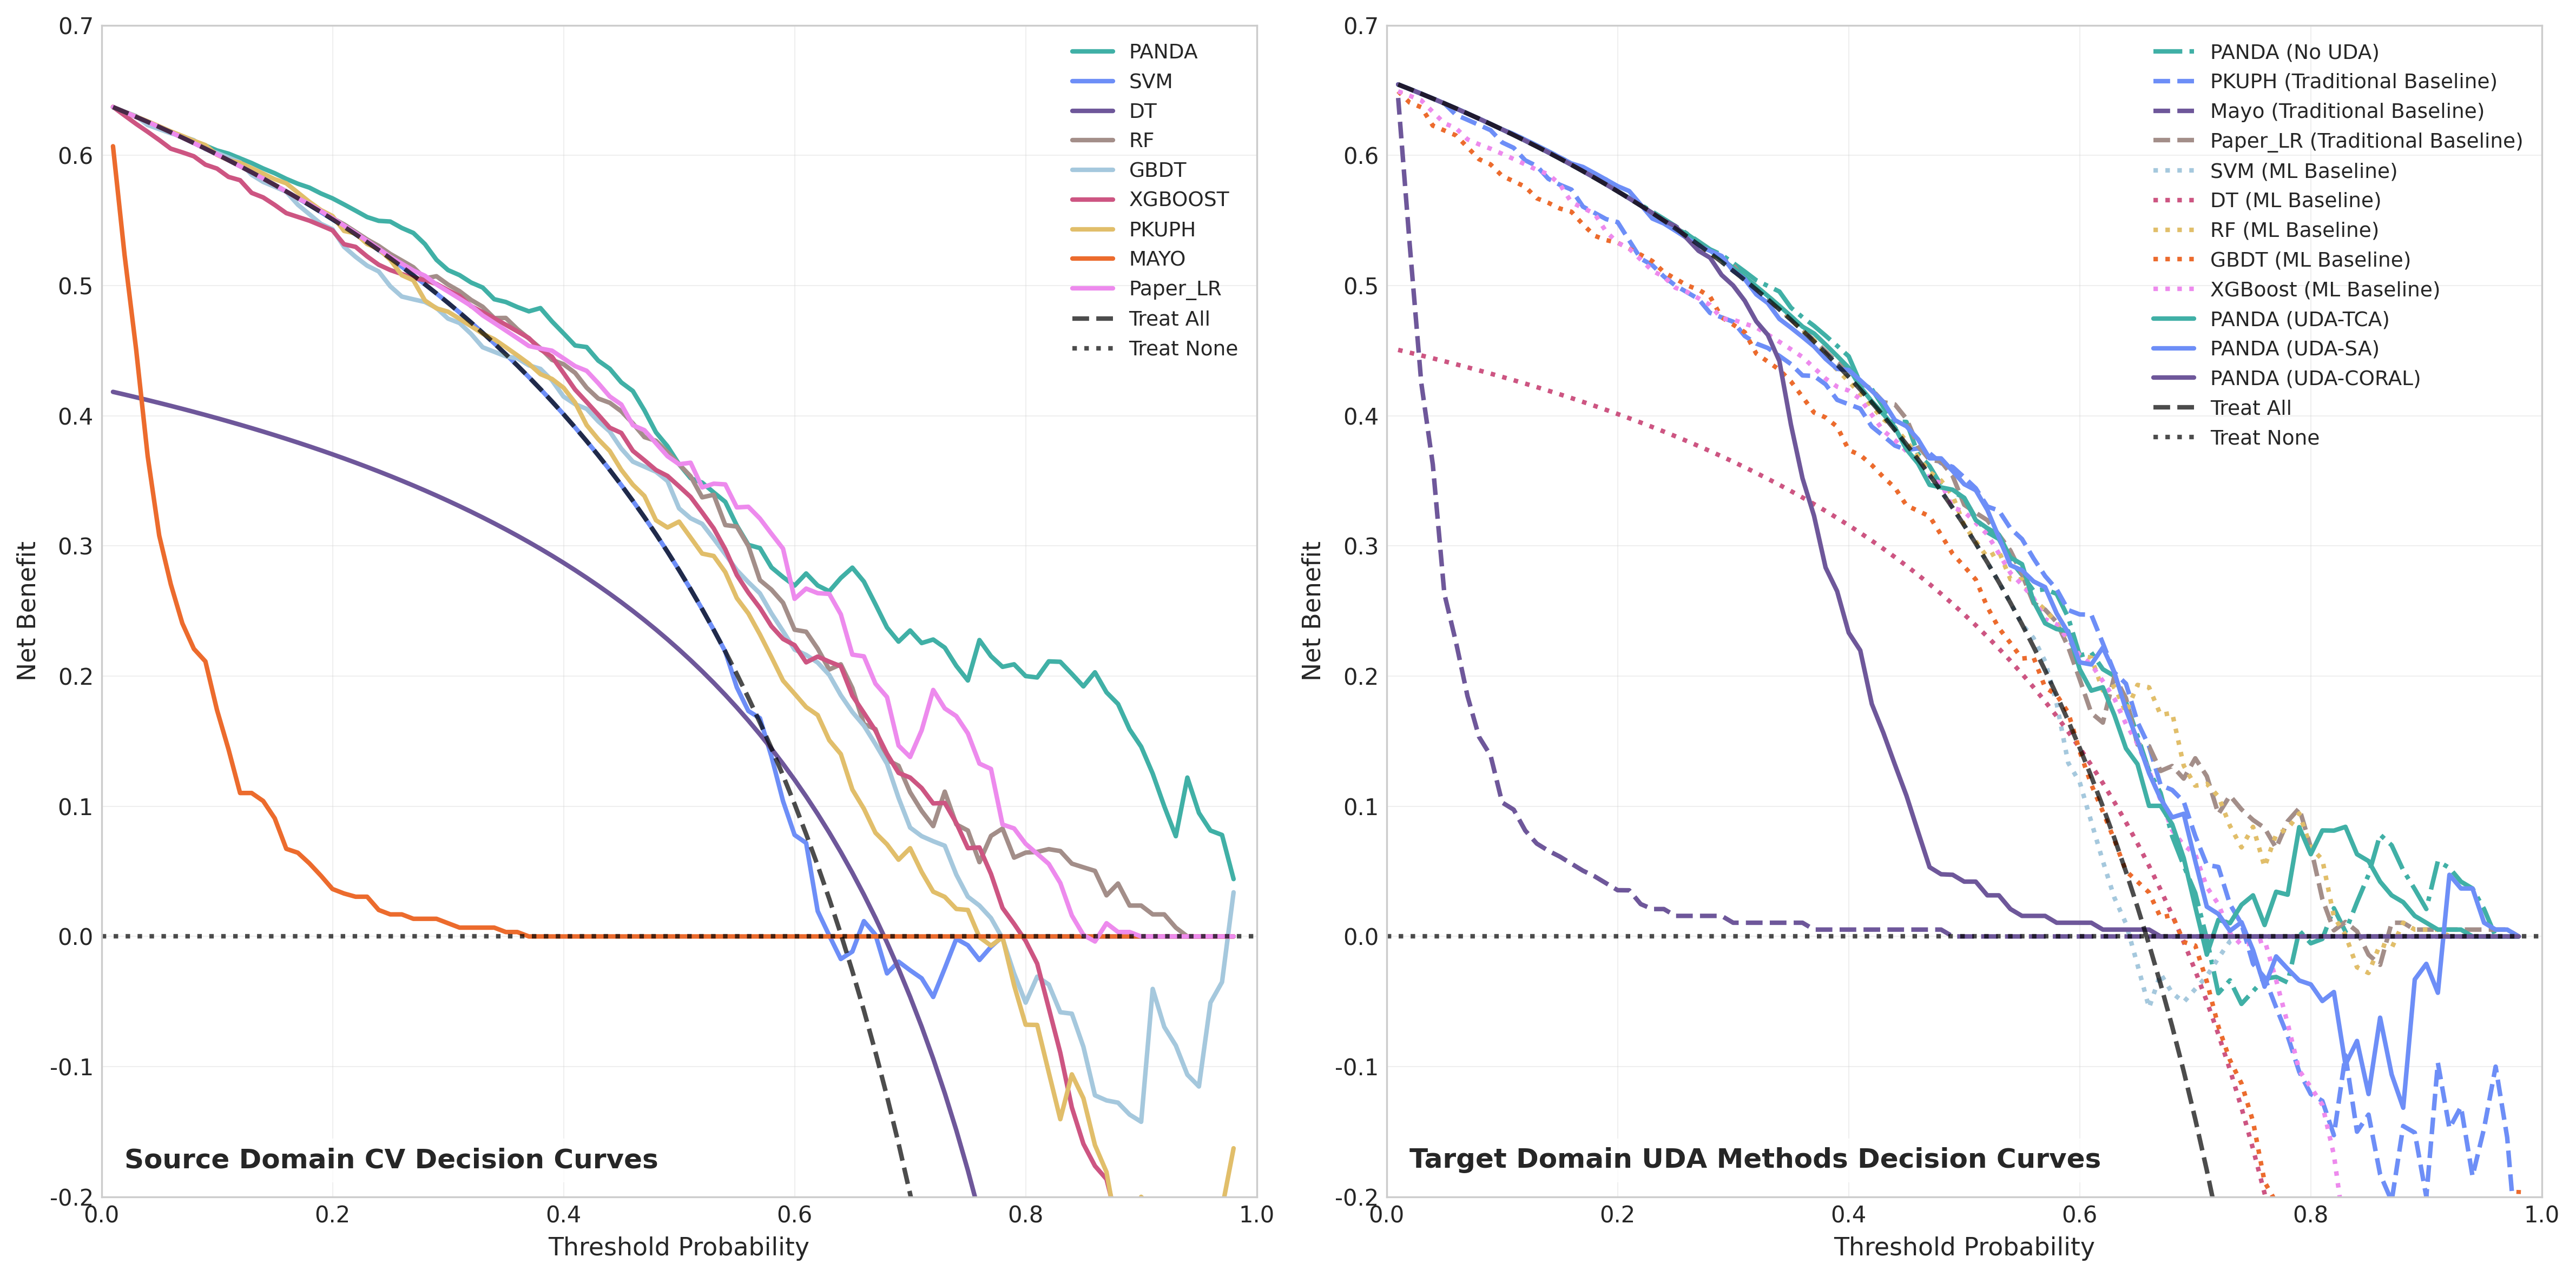 0.7
0.6
0.5
0.4
0.3
0.2
0.1
0.0
-0.1
-0.2
Net Benefit
PANDA
SVM
DT
RF
GBDT
XGBOOST
PKUPH
MAYO
Paper_LR
Treat All
Treat None
Source Domain CV Decision Curves
0.0 0.2 0.4 0.6 0.8 1.0
Threshold Probability
0.7
0.6
0.5
0.4
0.3
0.2
0.1
0.0
-0.1
-0.2
Net Benefit
PANDA (No UDA)
PKUPH (Traditional Baseline)
Mayo (Traditional Baseline)
Paper_LR (Traditional Baseline)
SVM (ML Baseline)
DT (ML Baseline)
RF (ML Baseline)
GBDT (ML Baseline)
XGBoost (ML Baseline)
PANDA (UDA-TCA)
PANDA (UDA-SA)
PANDA (UDA-CORAL)
Treat All
Treat None
Target Domain UDA Methods Decision Curves
0.0 0.2 0.4 0.6 0.8 1.0
Threshold Probability